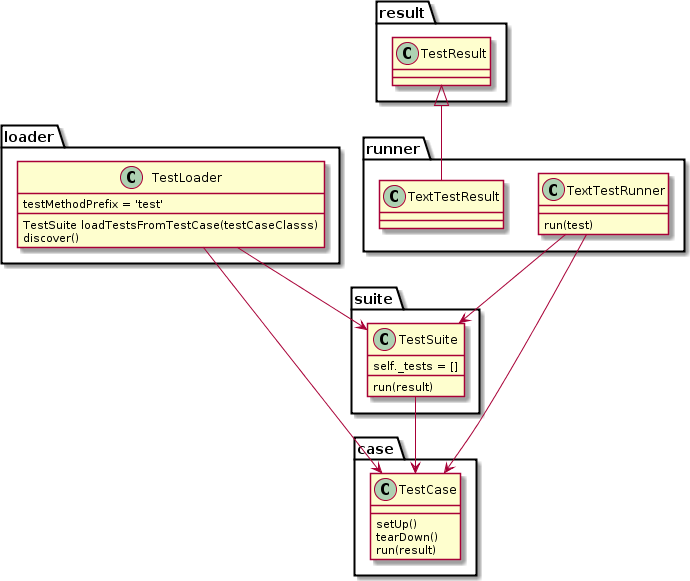 result
C TestResult
loader
C TestLoader
testMethodPrefix = 'test'
TestSuite loadTestsFromTestCase(testCaseClasss)
discover()
runner
C TextTestResult
C TextTestRunner
run(test)
suite
C TestSuite
self._tests = []
run(result)
case
C TestCase
setUp()
tearDown()
run(result)